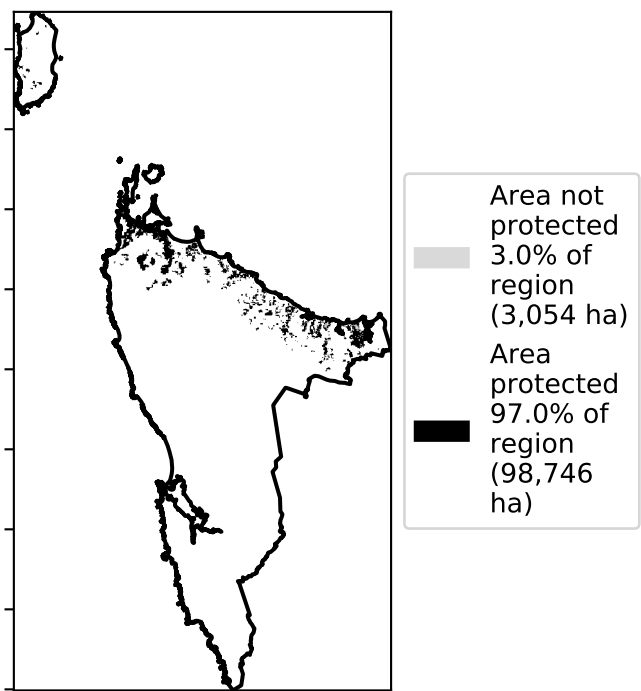 Area not
protected
3.0% of
region
(3,054 ha)
Area
protected
97.0% of
region
(98,746
ha)